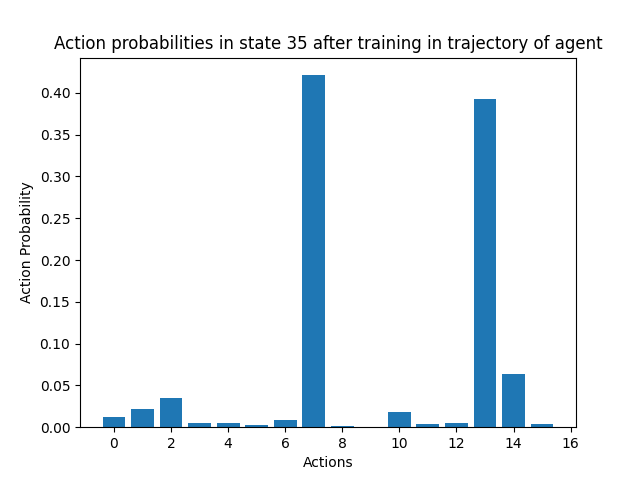 Action probabilities in state 35 after training in trajectory of agent
Action Probability
0.40
0.35
0.30
0.25
0.20
0.15
0.10
0.05
0.00
0 2 4 6 8 10 12 14 16
Actions